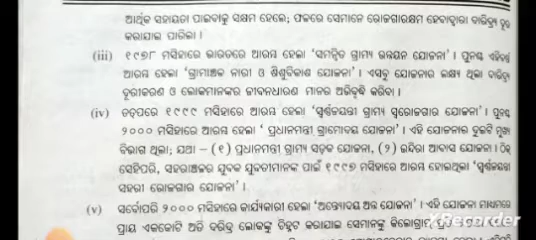 ଆର୍ଥିକ ସହାୟତା ପାଇବାକୁ ସକ୍ଷମ ହେଲେ; ଫଳରେ ସେମାନେ ରୋଜଗାରକ୍ଷମ ହେବାଦ୍ୱାରା ଦାରିଦ୍ର୍ୟ ଦୂର
କରାଯାଇ ପାରିଲା ।
(iii) ୧୯୭୮ ମସିହାରେ ଭାରତରେ ଆରମ୍ଭ ହେଲା ‘ସମନ୍ୱିତ ଗ୍ରାମ୍ୟ ଉନ୍ନୟନ ଯୋଜନା’ । ପୁନଶ୍ଚ ଏହିବର୍ଷ
ଆରମ୍ଭ ହେଲା ‘ଗ୍ରାମାଞ୍ଚଳ ନାରୀ ଓ ଶିଶୁବିକାଶ ଯୋଜନା’ । ଏସବୁ ଯୋଜନାର ଲକ୍ଷ୍ୟ ଥିଲା ଦାରିଦ୍ର୍ୟ
ଦୂରୀକରଣ ଓ ଲୋକମାନଙ୍କର ଜୀବନଧାରଣ ମାନର ଅଭିବୃଦ୍ଧି କରିବା ।
(iv) ତତ୍ପରେ ୧୯୯୯ ମସିହାରେ ଆରମ୍ଭ ହେଲା ‘ସ୍ୱର୍ଣ୍ଣଜୟନ୍ତୀ ଗ୍ରାମ୍ୟ ସ୍ୱରୋଜଗାର ଯୋଜନା’ । ପୁନଶ୍ଚ
୨୦୦୦ ମସିହାରେ ଆରମ୍ଭ ହେଲା ‘ ପ୍ରଧାନମନ୍ତ୍ରୀ ଗ୍ରାମୋଦୟ ଯୋଜନା’ । ଏହି ଯୋଜନାର ଦୁଇଟି ମୁଖ୍ୟ
ବିଭାଗ ଥିଲା; ଯଥା – (୧) ପ୍ରଧାନମନ୍ତ୍ରୀ ଗ୍ରାମ୍ୟ ସଡ଼କ ଯୋଜନା, (୨) ଇନ୍ଦିରା ଆବାସ ଯୋଜନା । ଠିକ୍
ସେହିପରି, ସହରାଞ୍ଚଳର ଯୁବକ ଯୁବତୀମାନଙ୍କ ପାଇଁ ୧୯୯୭ ମସିହାରେ ଆରମ୍ଭ ହୋଇଥିଲା ‘ସ୍ୱର୍ଣ୍ଣଜୟନ୍ତୀ
ସହରୀ ରୋଜଗାର ଯୋଜନା’ ।
(v) ସର୍ବୋପରି ୨୦୦୦ ମସିହାରେ କାର୍ଯ୍ୟକାରୀ ହେଲା ‘ଅନ୍ତ୍ୟୋଦୟ ଅନ୍ନ ଯୋଜନା’ । ଏହି ଯୋଜନା ମାଧ୍ୟମରେ
ପ୍ରାୟ ଏକକୋଟି ଅତି ଦରିଦ୍ର ଲୋକଙ୍କୁ ଚିହ୍ନଟ କରାଯାଇ ସେମାନଙ୍କୁ କିଲୋଗ୍ରାମ୍ ପ୍ରତି
XRecorder